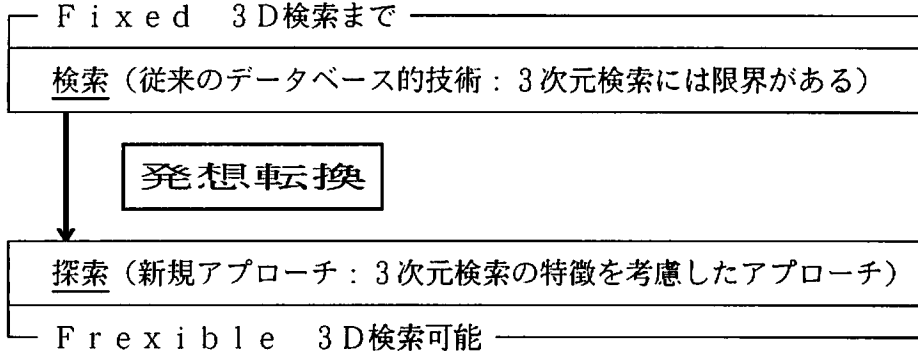 Ｆｉｘｅｄ　３Ｄ検索まで
検索（従来のデータベース的技術：３次元検索には限界がある）
発想転換
探索（新規アプローチ：３次元検索の特徴を考慮したアプローチ）
Ｆｒｅｘｉｂｌｅ　３Ｄ検索可能